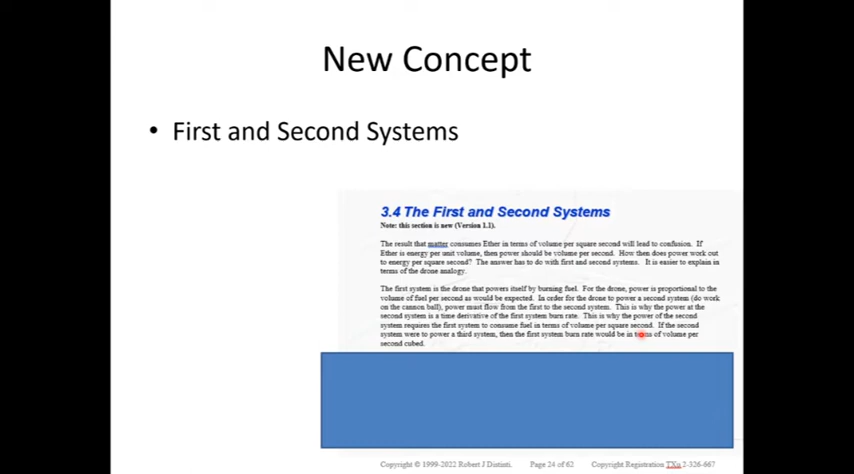 New Concept
• First and Second Systems
3.4 The First and Second Systems
Note: this section is new (Version 1.1).
The result that matter consumes Ether in terms of volume per square second will lead to confusion. If
Ether is energy per unit volume, then power should be volume per second. How then does power work out
to energy per square second? The answer has to do with first and second systems. It is easier to explain in
terms of the drone analogy.
The first system is the drone that powers itself by burning fuel. For the drone, power is proportional to the
volume of fuel per second as would be expected. In order for the drone to power a second system (do work
on the cannon ball), power must flow from the first to the second system. This is why the power at the
second system is a time derivative of the first system burn rate. This is why the power of the second
system requires the first system to consume fuel in terms of volume per square second. If the second
system were to power a third system, then the first system burn rate would be in terms of volume per
second cubed.
Copyright © 1999-2022 Robert J Distinti. Page 24 of 62 Copyright Registration TXu 2-326-667